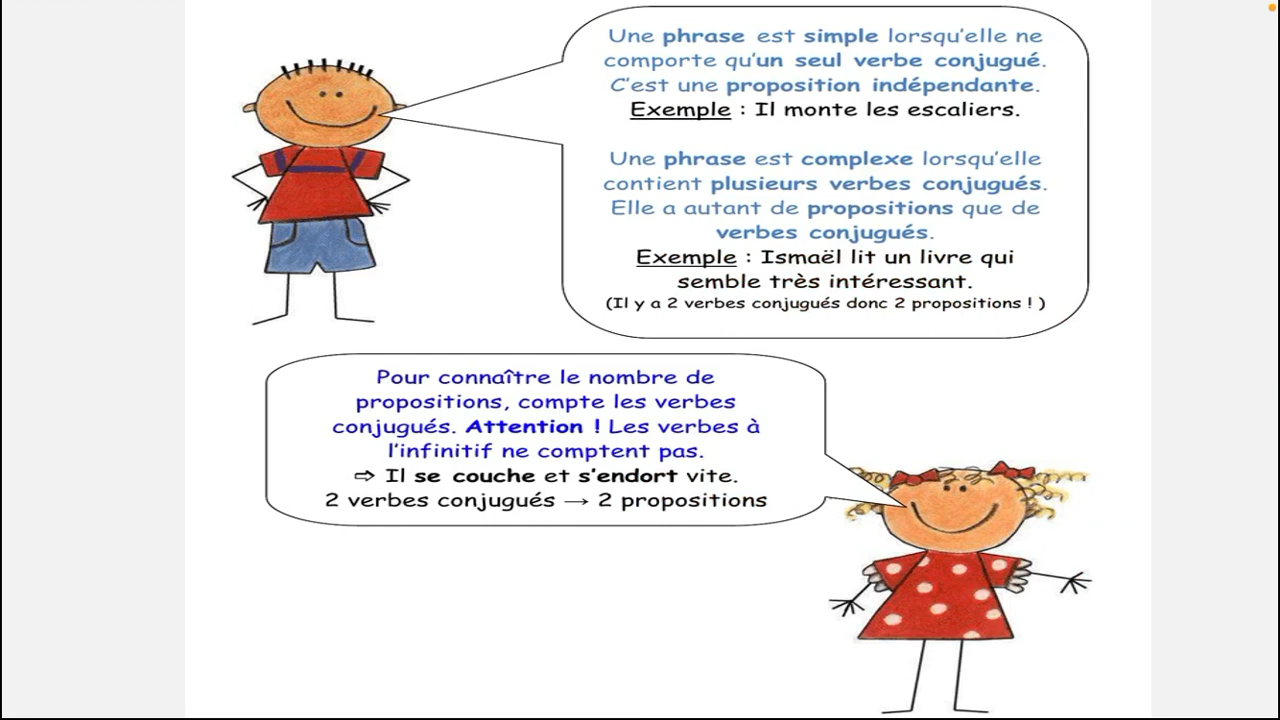 Une phrase est simple lorsqu'elle ne
comporte qu'un seul verbe conjugué.
C'est une proposition indépendante.
Exemple : Il monte les escaliers.
Une phrase est complexe lorsqu'elle
contient plusieurs verbes conjugués.
Elle a autant de propositions que de
verbes conjugués.
Exemple : Ismaël lit un livre qui
semble très intéressant.
(Il y a 2 verbes conjugués donc 2 propositions ! )
Pour connaître le nombre de
propositions, compte les verbes
conjugués. Attention ! Les verbes à
l'infinitif ne comptent pas.
⇨ Il se couche et s'endort vite.
2 verbes conjugués → 2 propositions